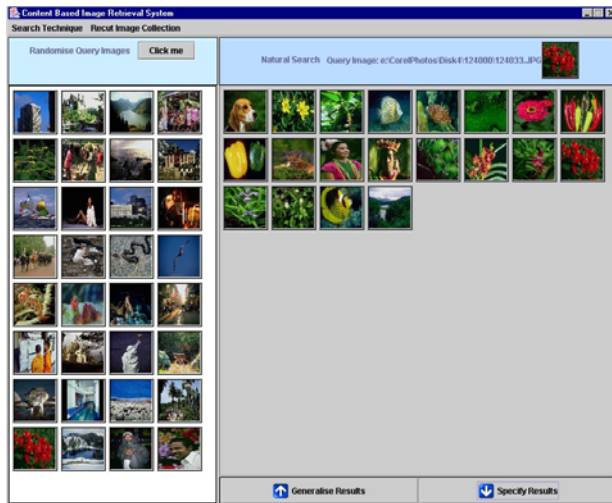 Content Based Image Retrieval System
Search Technique Recut Image Collection
Randomise Query Images Click me
Natural Search Query Image: e:\CorelPhotos\Disk4\124000\124033..JPG
Generalise Results Specify Results